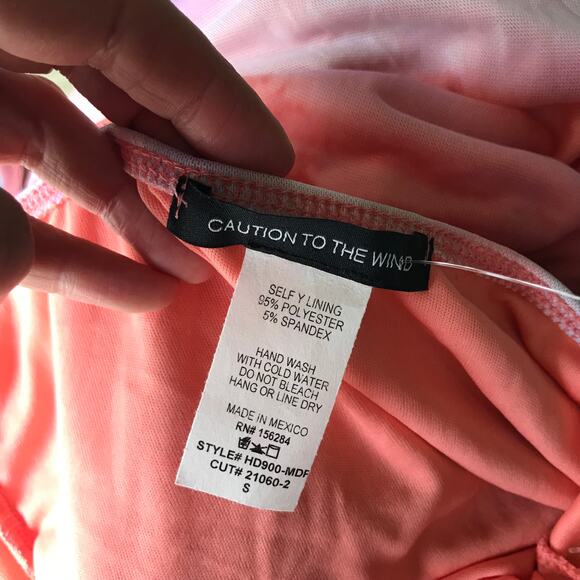 CAUTION TO THE WIND
SELF Y LINING
95% POLYESTER
5% SPANDEX
HAND WASH
WITH COLD WATER
DO NOT BLEACH
HANG OR LINE DRY
MADE IN MEXICO
RN# 156284
STYLE# HD900-MDF
CUT# 21060-2
S